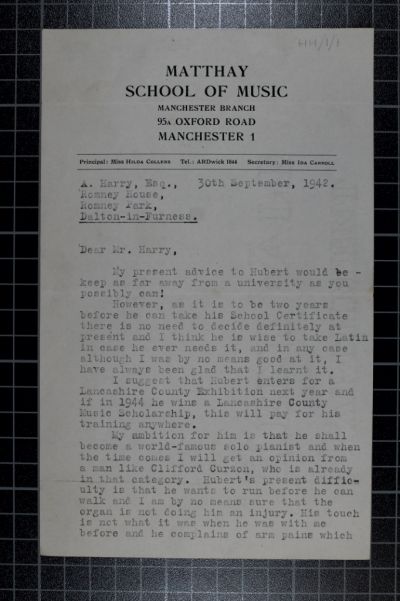 HH/1/1
MATTHAY
SCHOOL OF MUSIC
MANCHESTER BRANCH
95A OXFORD ROAD
MANCHESTER 1
Principal: Miss HILDA COLLENS Tel.: ARDwick 1844 Secretary: Miss IDA CARROLL
A. Harry, Esq., 30th September, 1942.
Romney House,
Romney Park,
Dalton-in-Furness.
Dear Mr. Harry,
My present advice to Hubert would be -
keep as far away from a university as you
possibly can!
However, as it is to be two years
before he can take his School Certificate
there is no need to decide definitely at
present and I think he is wise to take Latin
in case he ever needs it, and in any case
although I was by no means good at it, I
have always been glad that I learnt it.
I suggest that Hubert enters for a
Lancashire County Exhibition next year and
if in 1944 he wins a Lancashire County
Music Scholarship, this will pay for his
training anywhere.
My ambition for him is that he shall
become a world-famous solo pianist and when
the time comes I will get an opinion from
a man like Clifford Curzon, who is already
in that category. Hubert's present diffic-
ulty is that he wants to run before he can
walk and I am by no means sure that the
organ is not doing him an injury. His touch
is not what it was when he was with me
before and he complains of arm pains which